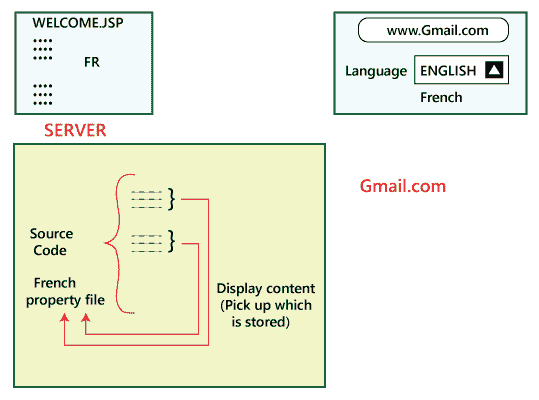 WELCOME.JSP
FR
www.Gmail.com
Language ENGLISH
French
SERVER
Gmail.com
Source
Code
French
property file
Display content
(Pick up which
is stored)